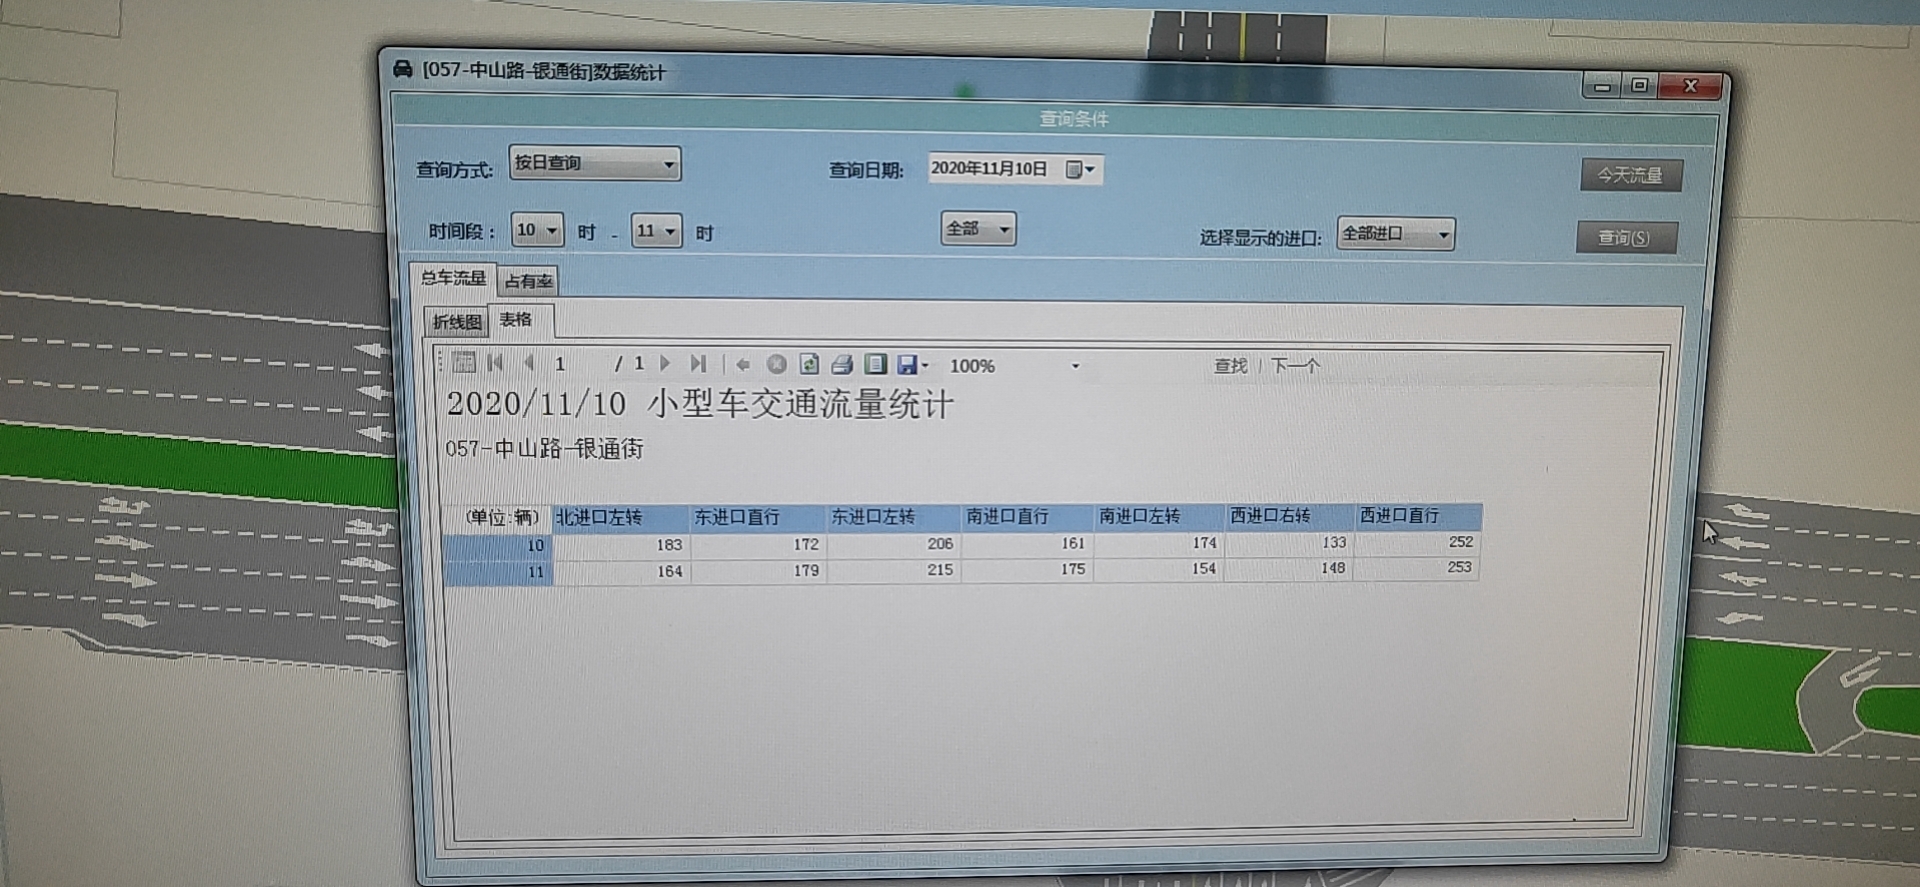 [057-中山路-银通街]数据统计
查询条件
查询方式: 按日查询 查询日期: 2020年11月10日 今天流量
时间段： 10 时 - 11 时 全部 选择显示的进口: 全部进口 查询(S)
总车流量 占有率
折线图 表格
1 / 1 100% 查找 | 下一个
2020/11/10 小型车交通流量统计
057-中山路-银通街
(单位:辆) 北进口左转 东进口直行 东进口左转 南进口直行 南进口左转 西进口右转 西进口直行
10 183 172 206 161 174 133 252
11 164 179 215 175 154 148 253